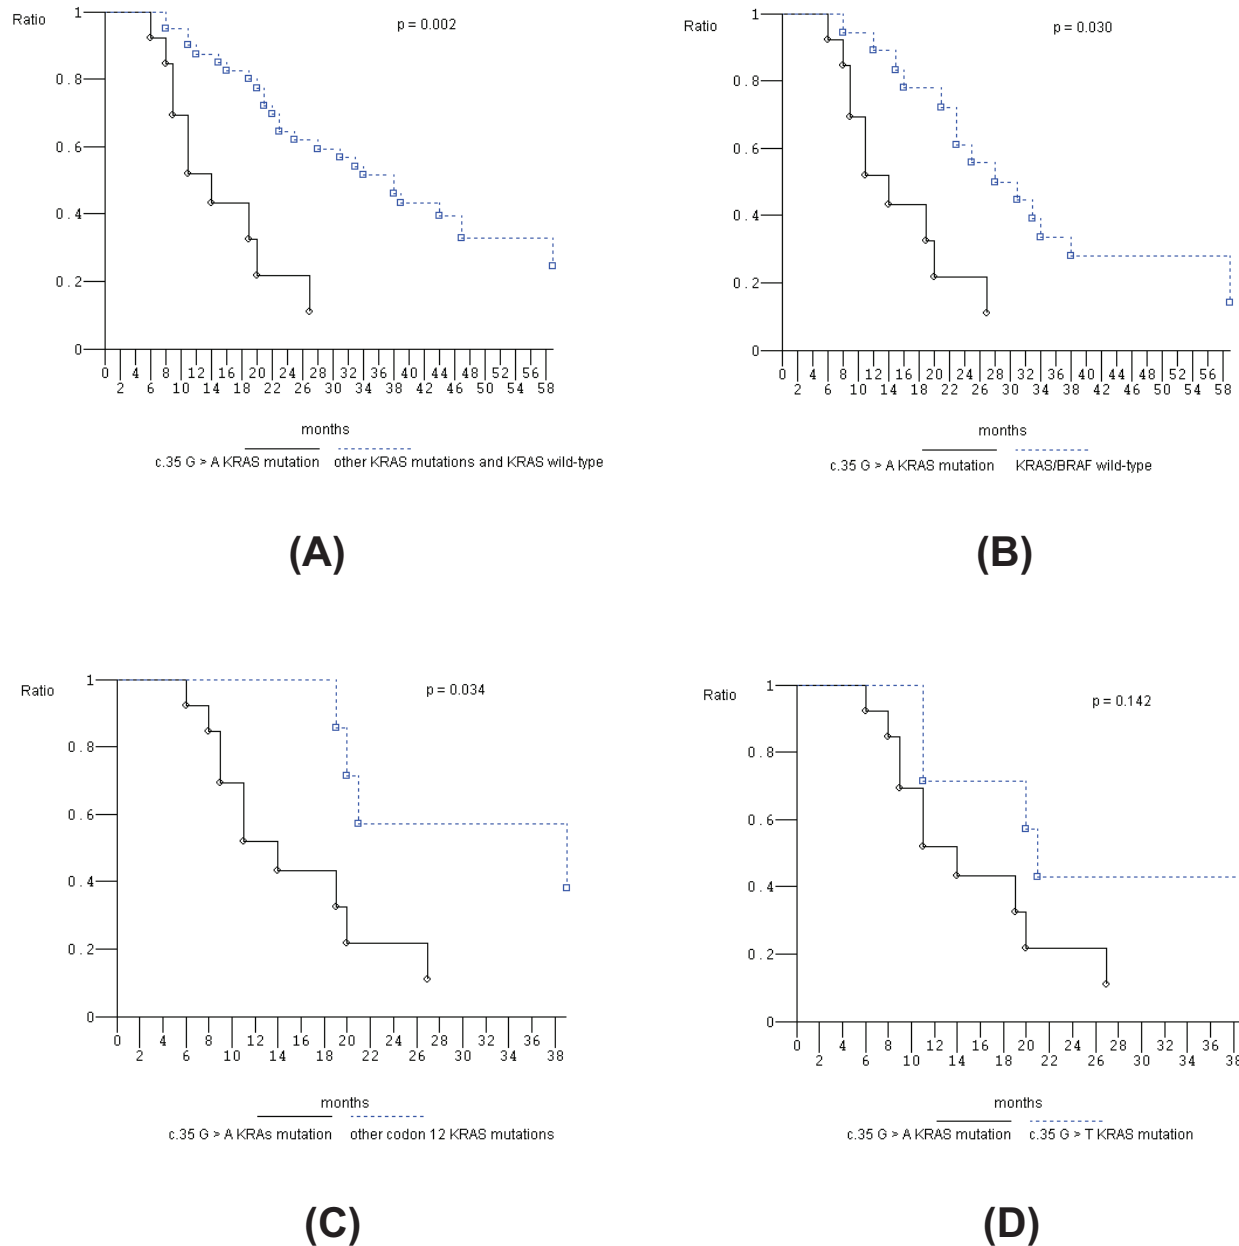 Ratio
p = 0.002
1
0.8
0.6
0.4
0.2
0
0 4 8 12 16 20 24 28 32 36 40 44 48 52 56
2 6 10 14 18 22 26 30 34 38 42 46 50 54 58
months
c.35 G > A KRAS mutation other KRAS mutations and KRAS wild-type
(A)
Ratio
p = 0.030
1
0.8
0.6
0.4
0.2
0
0 4 8 12 16 20 24 28 32 36 40 44 48 52 56
2 6 10 14 18 22 26 30 34 38 42 46 50 54 58
months
c.35 G > A KRAS mutation KRAS/BRAF wild-type
(B)
Ratio
p = 0.034
1
0.8
0.6
0.4
0.2
0
0 4 8 12 16 20 24 28 32 36
2 6 10 14 18 22 26 30 34 38
months
c.35 G > A KRAs mutation other codon 12 KRAS mutations
(C)
Ratio
p = 0.142
1
0.8
0.6
0.4
0.2
0
0 4 8 12 16 20 24 28 32 36
2 6 10 14 18 22 26 30 34 38
months
c.35 G > A KRAS mutation c.35 G > T KRAS mutation
(D)